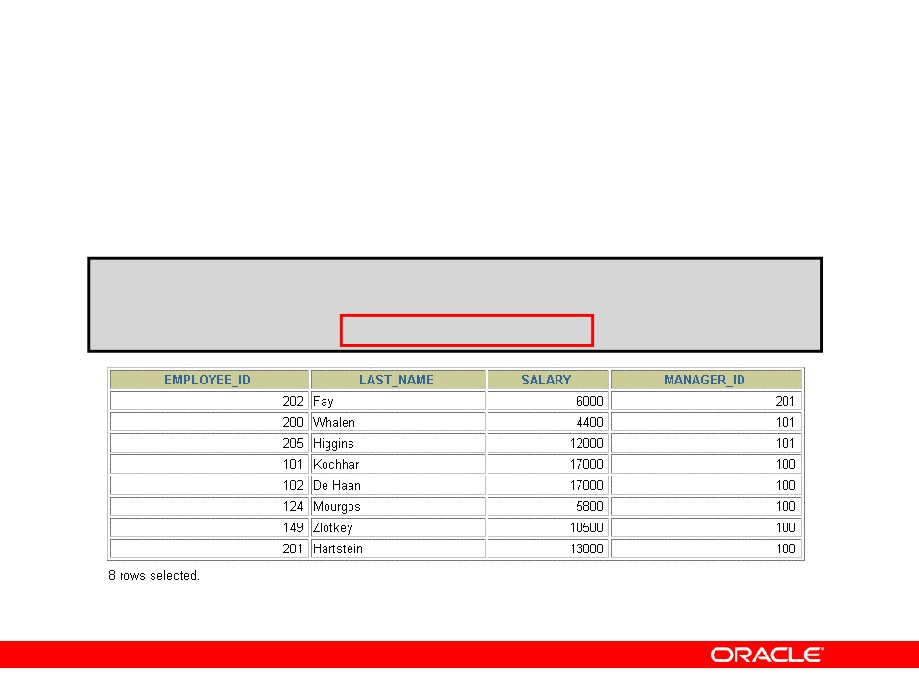 EMPLOYEE_ID LAST_NAME SALARY MANAGER_ID
202 Fay 6000 201
200 Whalen 4400 101
205 Higgins 12000 101
101 Kochhar 17000 100
102 De Haan 17000 100
124 Mourgos 5800 100
149 Zlotkey 10500 100
201 Hartstein 13000 100
8 rows selected.
ORACLE